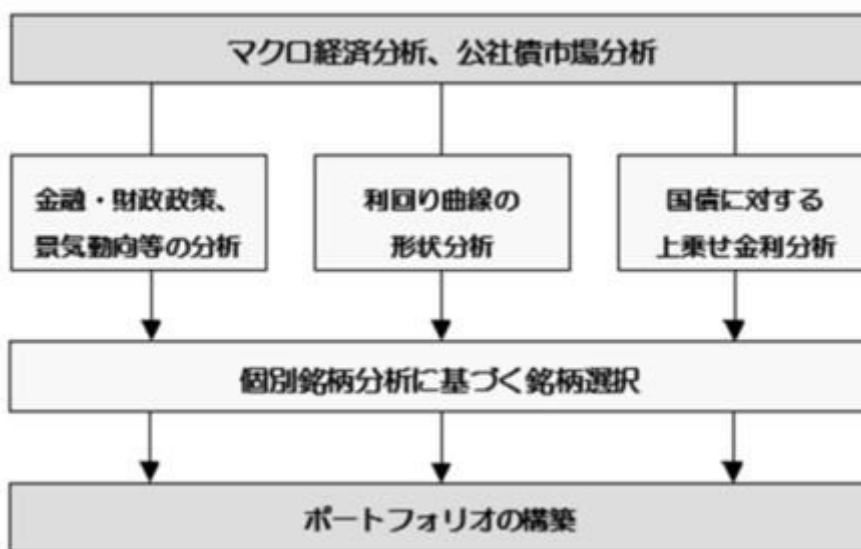 マクロ経済分析、公社債市場分析
金融・財政政策、
景気動向等の分析
利回り曲線の
形状分析
国債に対する
上乗せ金利分析
個別銘柄分析に基づく銘柄選択
ポートフォリオの構築